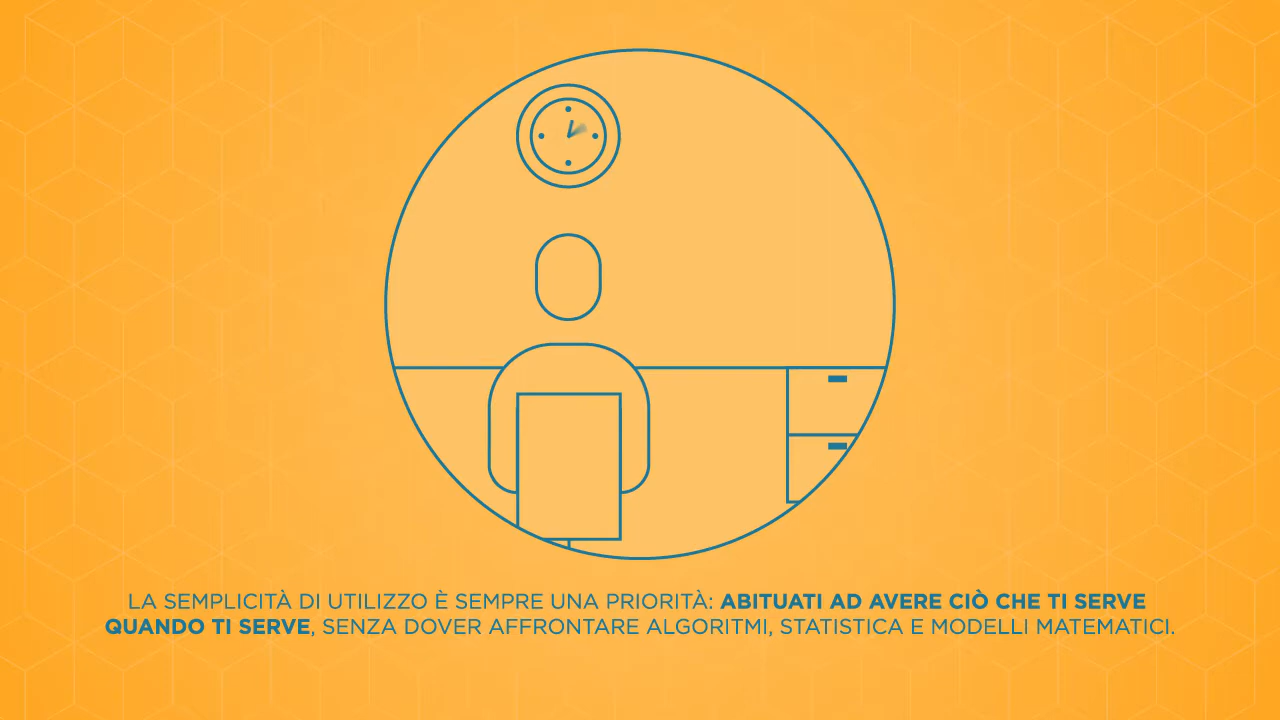 LA SEMPLICITÀ DI UTILIZZO È SEMPRE UNA PRIORITÀ: ABITUATI AD AVERE CIÒ CHE TI SERVE
QUANDO TI SERVE, SENZA DOVER AFFRONTARE ALGORITMI, STATISTICA E MODELLI MATEMATICI.